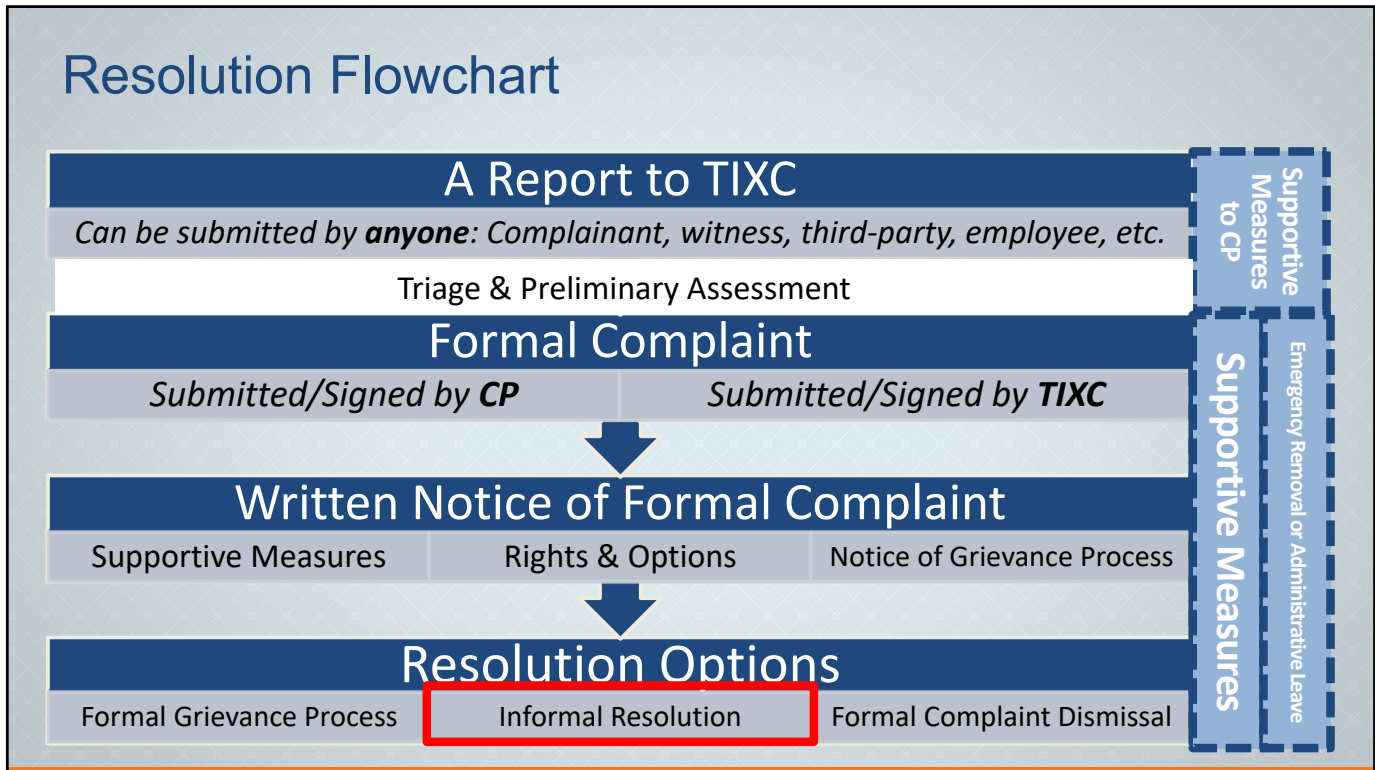 Resolution Flowchart
A Report to TIXC
Can be submitted by anyone: Complainant, witness, third-party, employee, etc.
Triage & Preliminary Assessment
Formal Complaint
Submitted/Signed by CP
Submitted/Signed by TIXC
Written Notice of Formal Complaint
Supportive Measures
Rights & Options
Notice of Grievance Process
Resolution Options
Formal Grievance Process
Informal Resolution
Formal Complaint Dismissal
Supportive
Measures
to CP
Supportive Measures
Emergency Removal or Administrative Leave